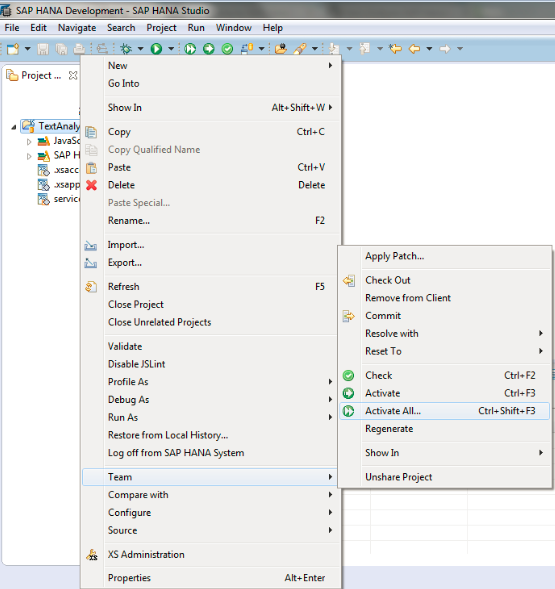 SAP HANA Development - SAP HANA Studio
File Edit Navigate Search Project Run Window Help
Project ...
New
Go Into
Show In Alt+Shift+W
Copy Ctrl+C
Copy Qualified Name
Paste Ctrl+V
Delete Delete
Paste Special...
Rename... F2
Import...
Export...
Refresh F5
Close Project
Close Unrelated Projects
Validate
Disable JSLint
Profile As
Debug As
Run As
Restore from Local History...
Log off from SAP HANA System
Team
Compare with
Configure
Source
XS Administration
Properties Alt+Enter
TextAnaly
JavaSc
SAP H
.xsacc
.xsapp
service
Apply Patch...
Check Out
Remove from Client
Commit
Resolve with
Reset To
Check Ctrl+F2
Activate Ctrl+F3
Activate All... Ctrl+Shift+F3
Regenerate
Show In
Unshare Project